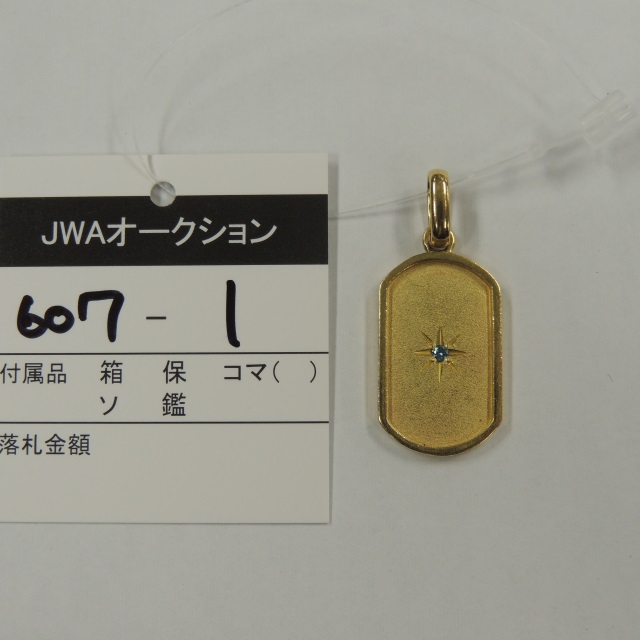 JWAオークション
607 - 1
付属品 箱 保 コマ( )
ソ 鑑
落札金額